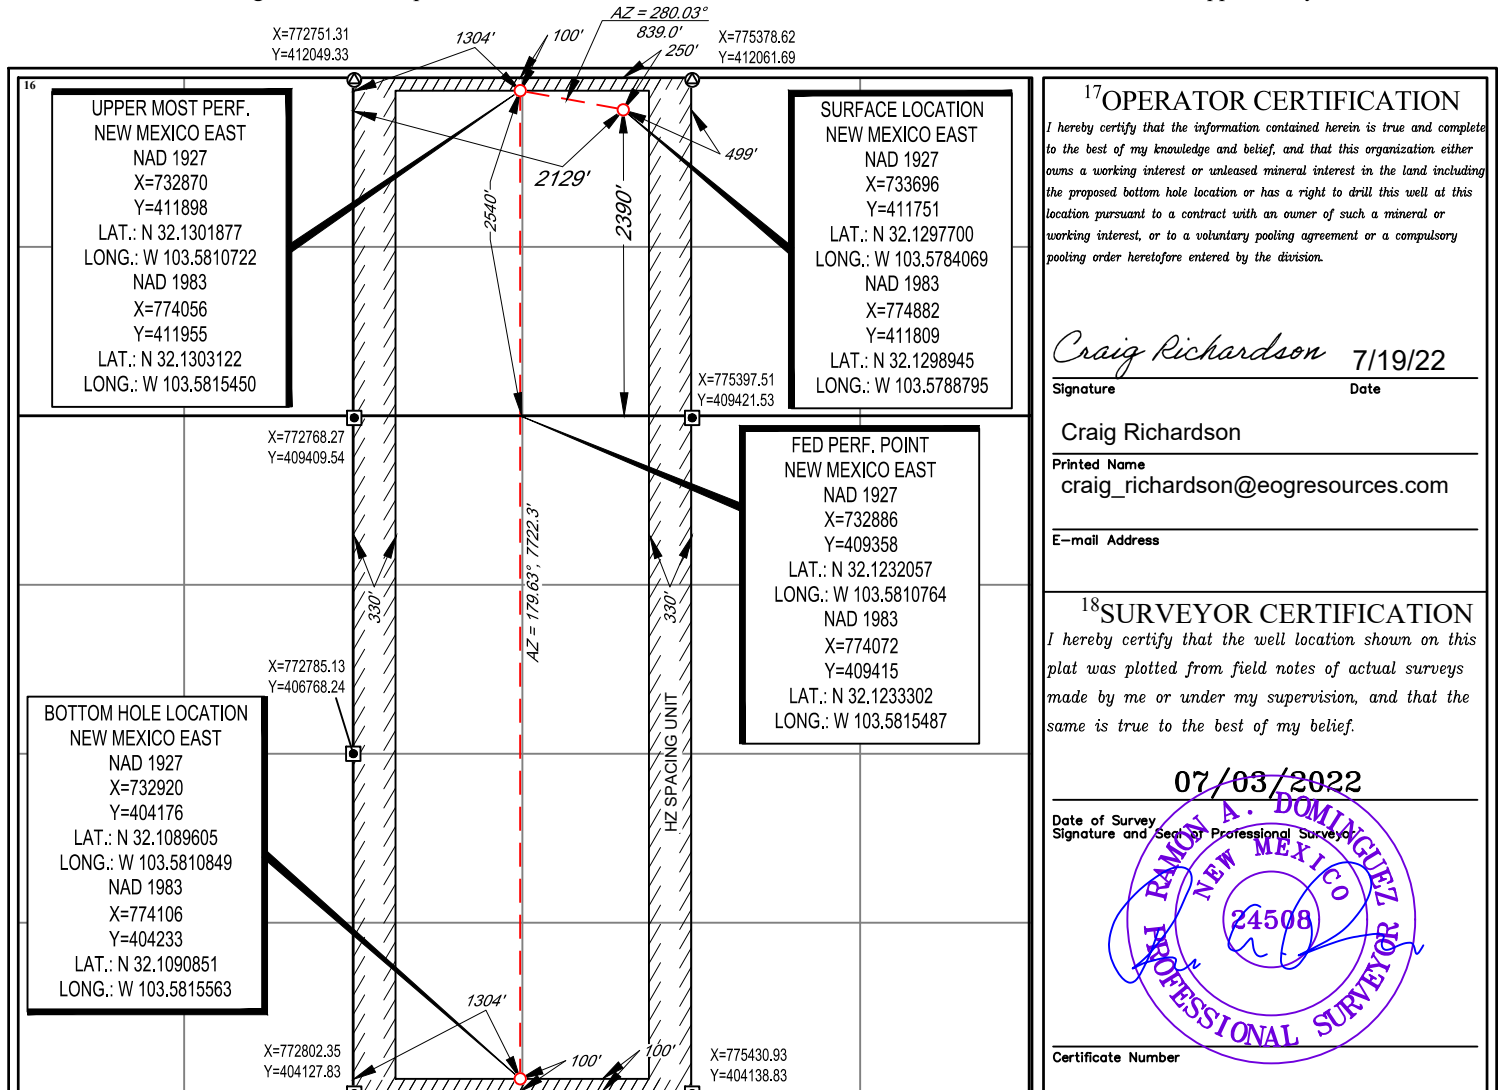 AZ = 280.03°
839.0'
X=772751.31
Y=412049.33
1304'
100'
250'
X=775378.62
Y=412061.69
16
UPPER MOST PERF.
NEW MEXICO EAST
NAD 1927
X=732870
Y=411898
LAT.: N 32.1301877
LONG.: W 103.5810722
NAD 1983
X=774056
Y=411955
LAT.: N 32.1303122
LONG.: W 103.5815450
2129'
499'
2540'
2390'
SURFACE LOCATION
NEW MEXICO EAST
NAD 1927
X=733696
Y=411751
LAT.: N 32.1297700
LONG.: W 103.5784069
NAD 1983
X=774882
Y=411809
LAT.: N 32.1298945
LONG.: W 103.5788795
X=775397.51
Y=409421.53
X=772768.27
Y=409409.54
FED PERF. POINT
NEW MEXICO EAST
NAD 1927
X=732886
Y=409358
LAT.: N 32.1232057
LONG.: W 103.5810764
NAD 1983
X=774072
Y=409415
LAT.: N 32.1233302
LONG.: W 103.5815487
AZ = 179.63°, 7722.3'
330'
330'
HZ SPACING UNIT
X=772785.13
Y=406768.24
BOTTOM HOLE LOCATION
NEW MEXICO EAST
NAD 1927
X=732920
Y=404176
LAT.: N 32.1089605
LONG.: W 103.5810849
NAD 1983
X=774106
Y=404233
LAT.: N 32.1090851
LONG.: W 103.5815563
1304'
100'
100'
X=772802.35
Y=404127.83
X=775430.93
Y=404138.83
17OPERATOR CERTIFICATION
I hereby certify that the information contained herein is true and complete
to the best of my knowledge and belief, and that this organization either
owns a working interest or unleased mineral interest in the land including
the proposed bottom hole location or has a right to drill this well at this
location pursuant to a contract with an owner of such a mineral or
working interest, or to a voluntary pooling agreement or a compulsory
pooling order heretofore entered by the division.
Craig Richardson 7/19/22
Signature Date
Craig Richardson
Printed Name
craig_richardson@eogresources.com
E-mail Address
18SURVEYOR CERTIFICATION
I hereby certify that the well location shown on this
plat was plotted from field notes of actual surveys
made by me or under my supervision, and that the
same is true to the best of my belief.
07/03/2022
Date of Survey
Signature and Seal of Professional Surveyor
RAMON A. DOMINGUEZ
NEW MEXICO
24508
PROFESSIONAL SURVEYOR
Certificate Number